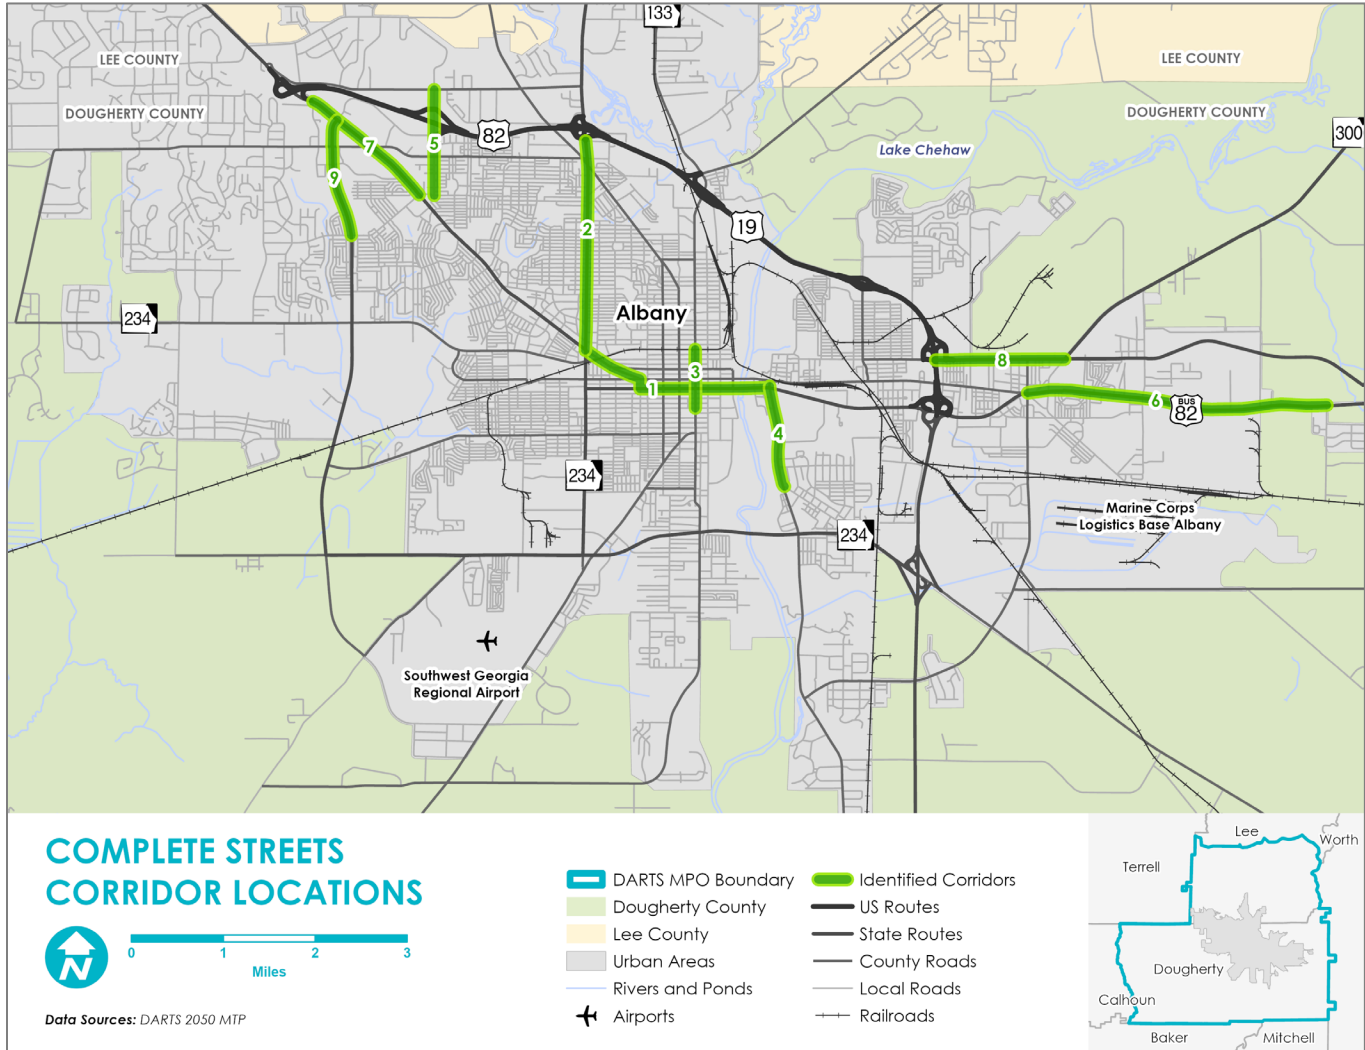 133
LEE COUNTY
LEE COUNTY
DOUGHERTY COUNTY
DOUGHERTY COUNTY
300
82
5
7
9
Lake Chehaw
19
2
Albany
234
3
8
1
6
BUS
82
4
234
Marine Corps
Logistics Base Albany
234
Southwest Georgia
Regional Airport
COMPLETE STREETS
CORRIDOR LOCATIONS
N
0 1 2 3
Miles
Data Sources: DARTS 2050 MTP
DARTS MPO Boundary
Dougherty County
Lee County
Urban Areas
Rivers and Ponds
Airports
Identified Corridors
US Routes
State Routes
County Roads
Local Roads
Railroads
Lee
Worth
Terrell
Dougherty
Calhoun
Baker
Mitchell